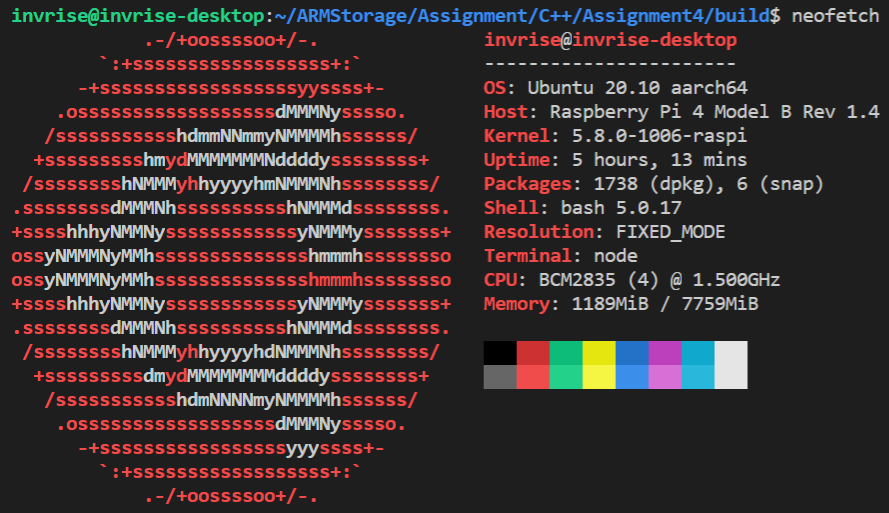 invrise@invrise-desktop:~/ARMStorage/Assignment/C++/Assignment4/build$ neofetch
            .-/+oossssoo+/-.               invrise@invrise-desktop
        `:+ssssssssssssssssss+:`           -----------------------
      -+ssssssssssssssssssyyssss+-         OS: Ubuntu 20.10 aarch64
    .ossssssssssssssssssdMMMNysssso.       Host: Raspberry Pi 4 Model B Rev 1.4
   /ssssssssssshdmmNNmmyNMMMMhssssss/      Kernel: 5.8.0-1006-raspi
  +ssssssssshmydMMMMMMMNddddyssssssss+     Uptime: 5 hours, 13 mins
 /sssssssshNMMMyhhyyyyhmNMMMNhssssssss/    Packages: 1738 (dpkg), 6 (snap)
.ssssssssdMMMNhsssssssssshNMMMdssssssss.   Shell: bash 5.0.17
+sssshhhyNMMNyssssssssssssyNMMMysssssss+   Resolution: FIXED_MODE
ossyNMMMNyMMhsssssssssssssshmmmhssssssso   Terminal: node
ossyNMMMNyMMhsssssssssssssshmmmhssssssso   CPU: BCM2835 (4) @ 1.500GHz
+sssshhhyNMMNyssssssssssssyNMMMysssssss+   Memory: 1189MiB / 7759MiB
.ssssssssdMMMNhsssssssssshNMMMdssssssss.
 /sssssssshNMMMyhhyyyyhdNMMMNhssssssss/
  +sssssssssdmydMMMMMMMMddddyssssssss+
   /ssssssssssshdmNNNNmyNMMMMhssssss/
    .ossssssssssssssssssdMMMNysssso.
      -+sssssssssssssssssyyyssss+-
        `:+ssssssssssssssssss+:`
            .-/+oossssoo+/-.